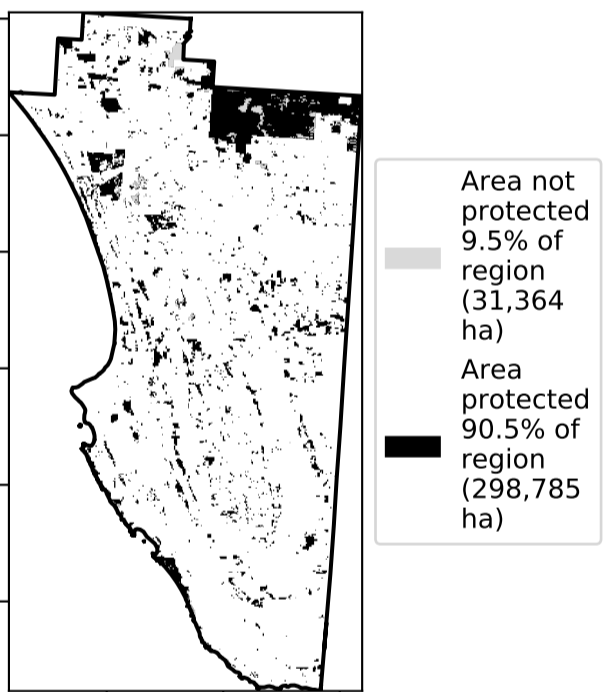 Area not
protected
9.5% of
region
(31,364
ha)
Area
protected
90.5% of
region
(298,785
ha)